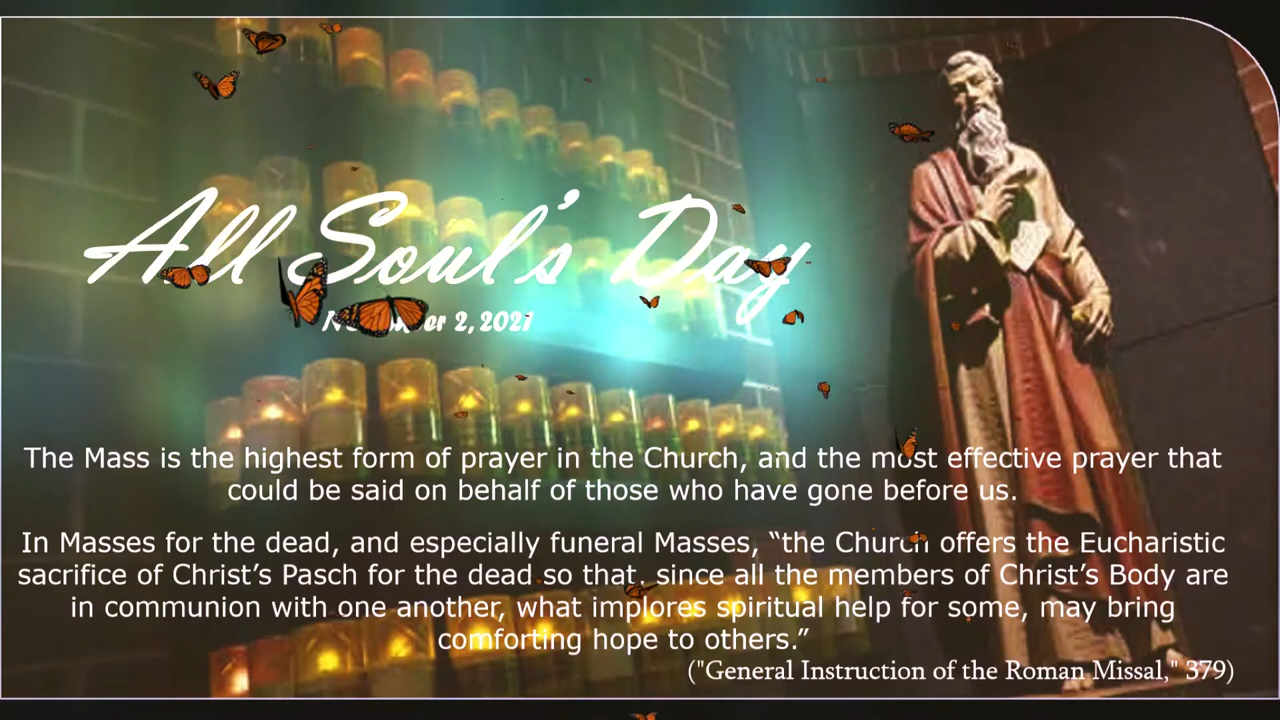 All Soul's Day
November 2, 2021
The Mass is the highest form of prayer in the Church, and the most effective prayer that
could be said on behalf of those who have gone before us.
In Masses for the dead, and especially funeral Masses, “the Church offers the Eucharistic
sacrifice of Christ’s Pasch for the dead so that, since all the members of Christ’s Body are
in communion with one another, what implores spiritual help for some, may bring
comforting hope to others.”
("General Instruction of the Roman Missal," 379)